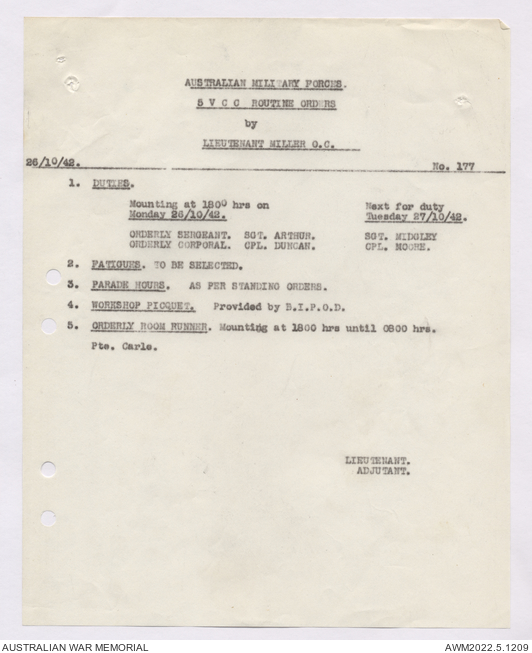 AUSTRALIAN MILITARY FORCES.
5 V C C ROUTINE ORDERS
by
LIEUTENANT MILLER O.C.
26/10/42. No. 177
1. DUTIES.
Mounting at 1800 hrs on Next for duty
Monday 26/10/42. Tuesday 27/10/42.
ORDERLY SERGEANT. SGT. ARTHUR. SGT. MIDGLEY
ORDERLY CORPORAL. CPL. DUNCAN. CPL. MOORE.
2. FATIGUES. TO BE SELECTED.
3. PARADE HOURS. AS PER STANDING ORDERS.
4. WORKSHOP PICQUET. Provided by B.I.P.O.D.
5. ORDERLY ROOM RUNNER. Mounting at 1800 hrs until 0800 hrs.
Pte. Carle.
LIEUTENANT.
ADJUTANT.
AUSTRALIAN WAR MEMORIAL AWM2022.5.1209